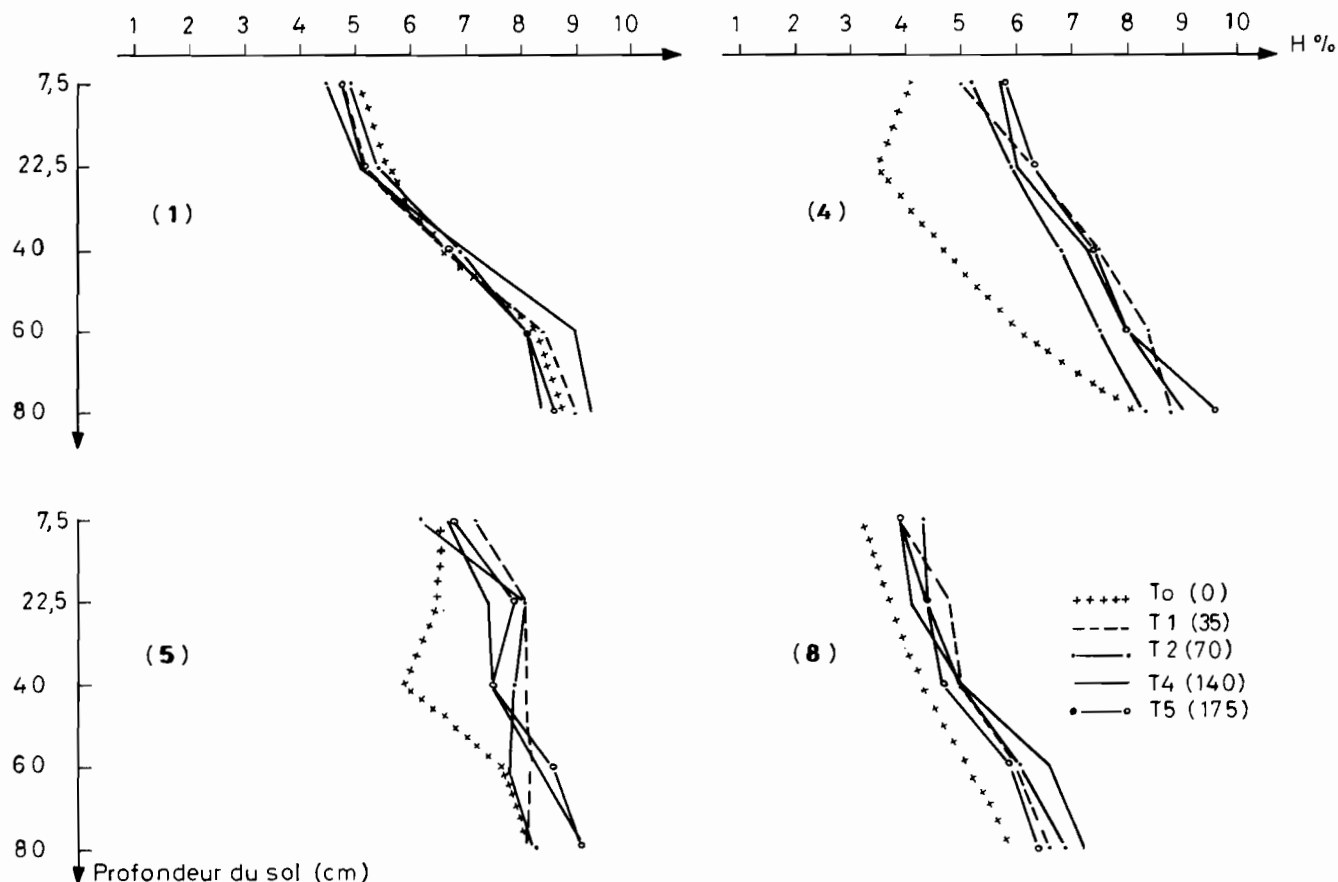 1 2 3 4 5 6 7 8 9 10
1 2 3 4 5 6 7 8 9 10 H %
7,5
22,5
40
60
80
(1)
(4)
7,5
22,5
40
60
80
(5)
(8)
+++++ To (0)
T1 (35)
T2 (70)
T4 (140)
T5 (175)
Profondeur du sol (cm)